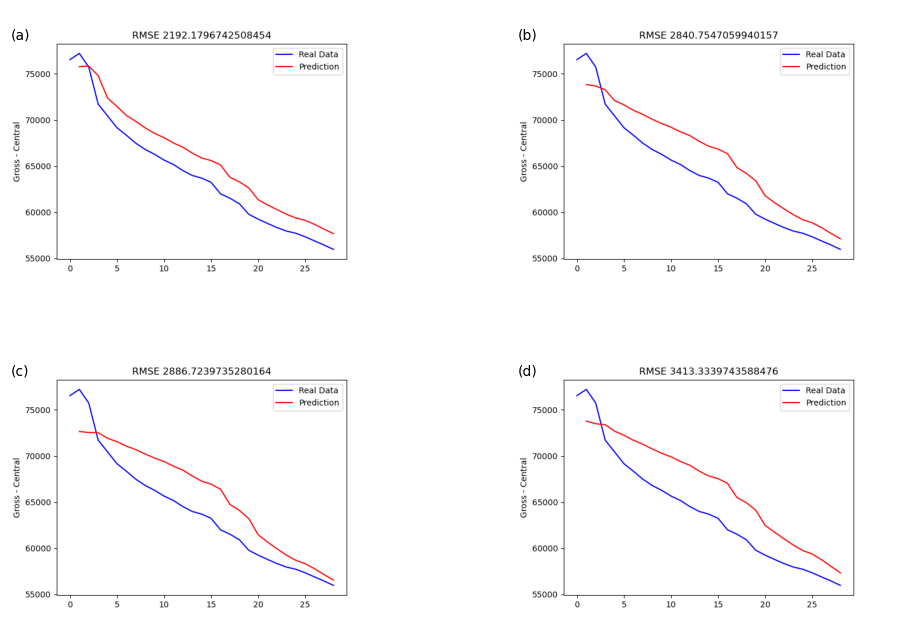 (a)
RMSE 2192.1796742508454
Real Data
Prediction
Gross - Central
75000
70000
65000
60000
55000
0 5 10 15 20 25
(b)
RMSE 2840.7547059940157
Real Data
Prediction
Gross - Central
75000
70000
65000
60000
55000
0 5 10 15 20 25
(c)
RMSE 2886.7239735280164
Real Data
Prediction
Gross - Central
75000
70000
65000
60000
55000
0 5 10 15 20 25
(d)
RMSE 3413.3339743588476
Real Data
Prediction
Gross - Central
75000
70000
65000
60000
55000
0 5 10 15 20 25